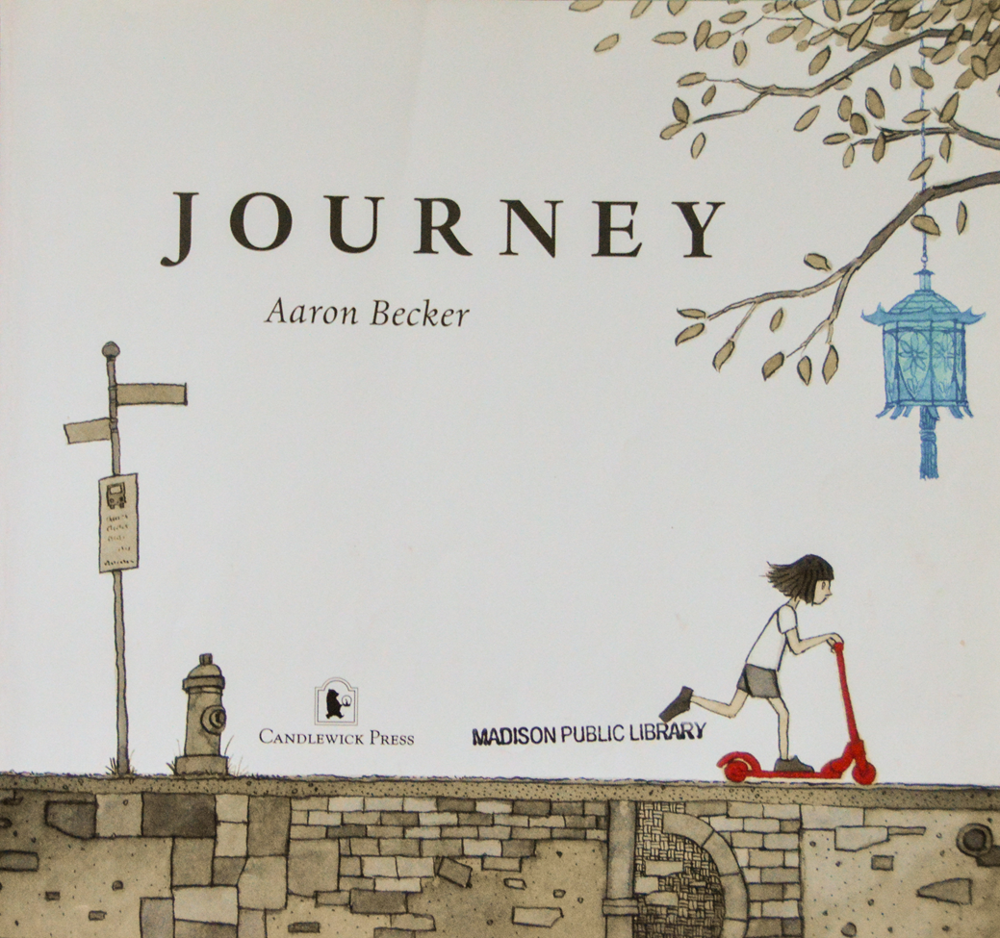 JOURNEY
Aaron Becker
CANDLEWICK PRESS
MADISON PUBLIC LIBRARY